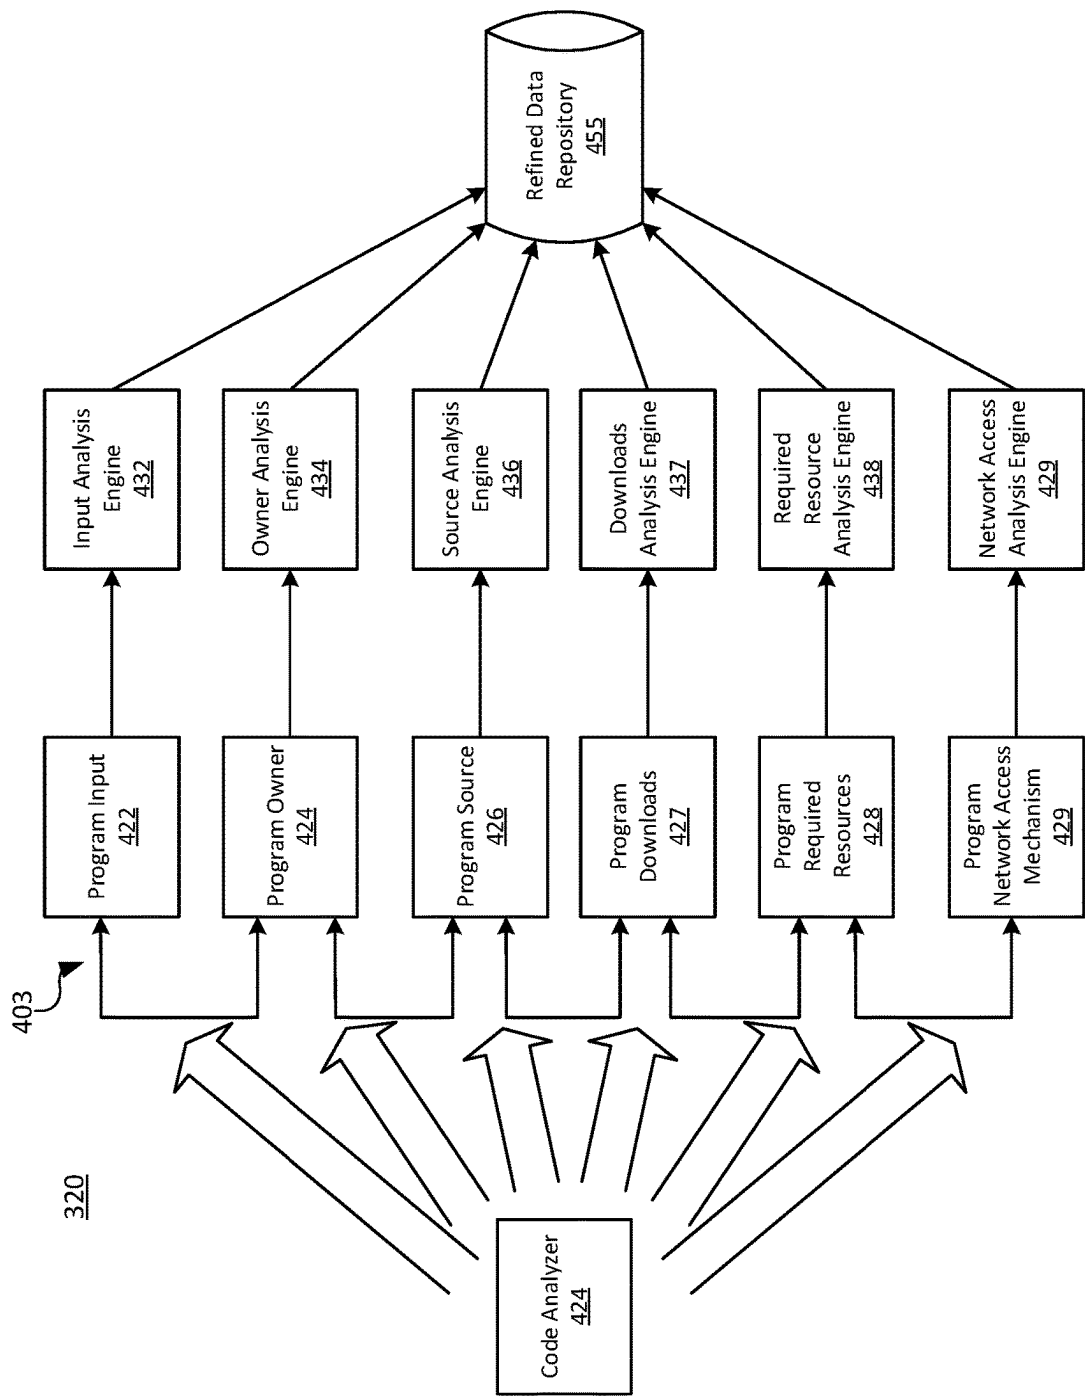 320
403
Code Analyzer
424
Program Input
422
Program Owner
424
Program Source
426
Program
Downloads
427
Program
Required
Resources
428
Program
Network Access
Mechanism
429
Input Analysis
Engine
432
Owner Analysis
Engine
434
Source Analysis
Engine
436
Downloads
Analysis Engine
437
Required
Resource
Analysis Engine
438
Network Access
Analysis Engine
429
Refined Data
Repository
455